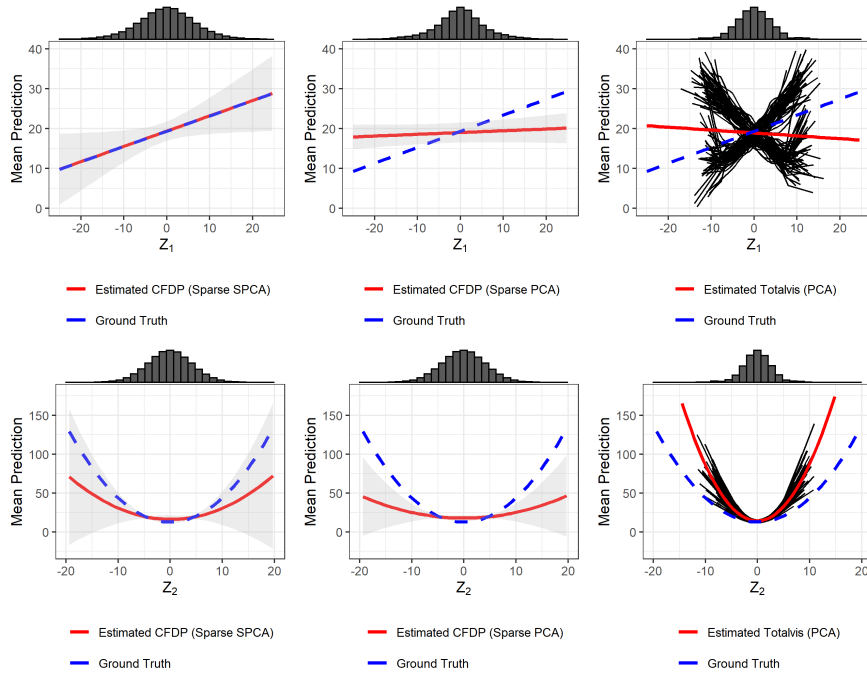 40
30
20
10
0
Mean Prediction
-20 -10 0 10 20
Z1
Estimated CFDP (Sparse SPCA)
Ground Truth
40
30
20
10
0
Mean Prediction
-20 -10 0 10 20
Z1
Estimated CFDP (Sparse PCA)
Ground Truth
40
30
20
10
0
Mean Prediction
-20 -10 0 10 20
Z1
Estimated Totalvis (PCA)
Ground Truth
150
100
50
0
Mean Prediction
-20 -10 0 10 20
Z2
Estimated CFDP (Sparse SPCA)
Ground Truth
150
100
50
0
Mean Prediction
-20 -10 0 10 20
Z2
Estimated CFDP (Sparse PCA)
Ground Truth
150
100
50
0
Mean Prediction
-20 -10 0 10 20
Z2
Estimated Totalvis (PCA)
Ground Truth